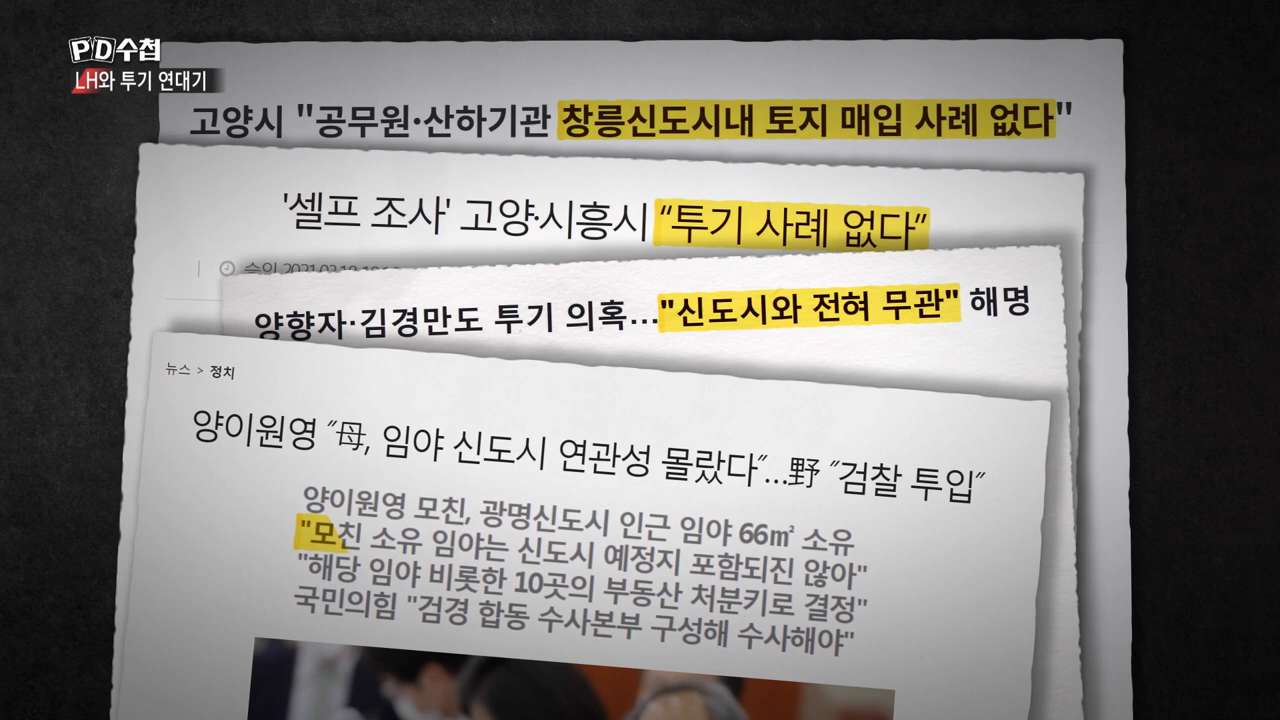 PD수첩
LH와 투기 연대기
고양시 "공무원·산하기관 창릉신도시내 토지 매입 사례 없다"
'셀프 조사' 고양·시흥시 “투기 사례 없다”
양향자·김경만도 투기 의혹..."신도시와 전혀 무관" 해명
뉴스 > 정치
양이원영 "母, 임야 신도시 연관성 몰랐다"...野 "검찰 투입"
양이원영 모친, 광명신도시 인근 임야 66㎡ 소유
"모친 소유 임야는 신도시 예정지 포함되진 않아"
"해당 임야 비롯한 10곳의 부동산 처분키로 결정"
국민의힘 "검경 합동 수사본부 구성해 수사해야"